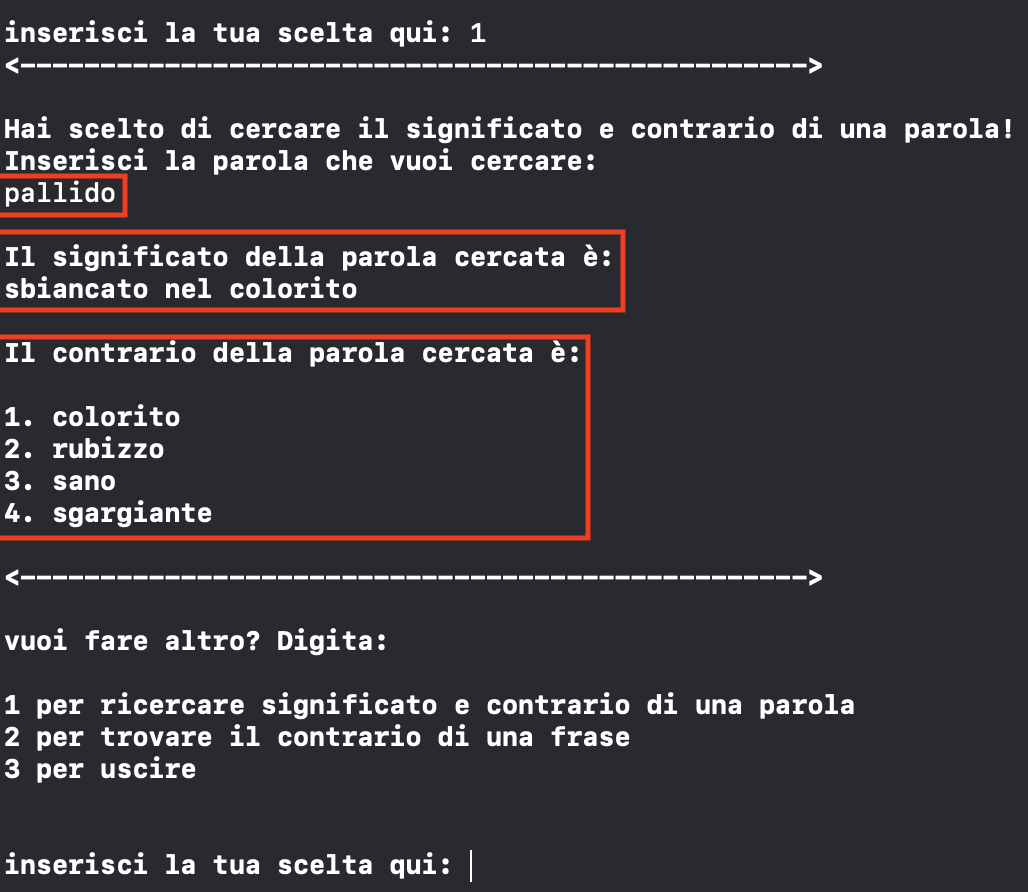 inserisci la tua scelta qui: 1
<------------------------------------------------->
Hai scelto di cercare il significato e contrario di una parola!
Inserisci la parola che vuoi cercare:
pallido
Il significato della parola cercata è:
sbiancato nel colorito
Il contrario della parola cercata è:
1. colorito
2. rubizzo
3. sano
4. sgargiante
<------------------------------------------------->
vuoi fare altro? Digita:
1 per ricercare significato e contrario di una parola
2 per trovare il contrario di una frase
3 per uscire
inserisci la tua scelta qui: